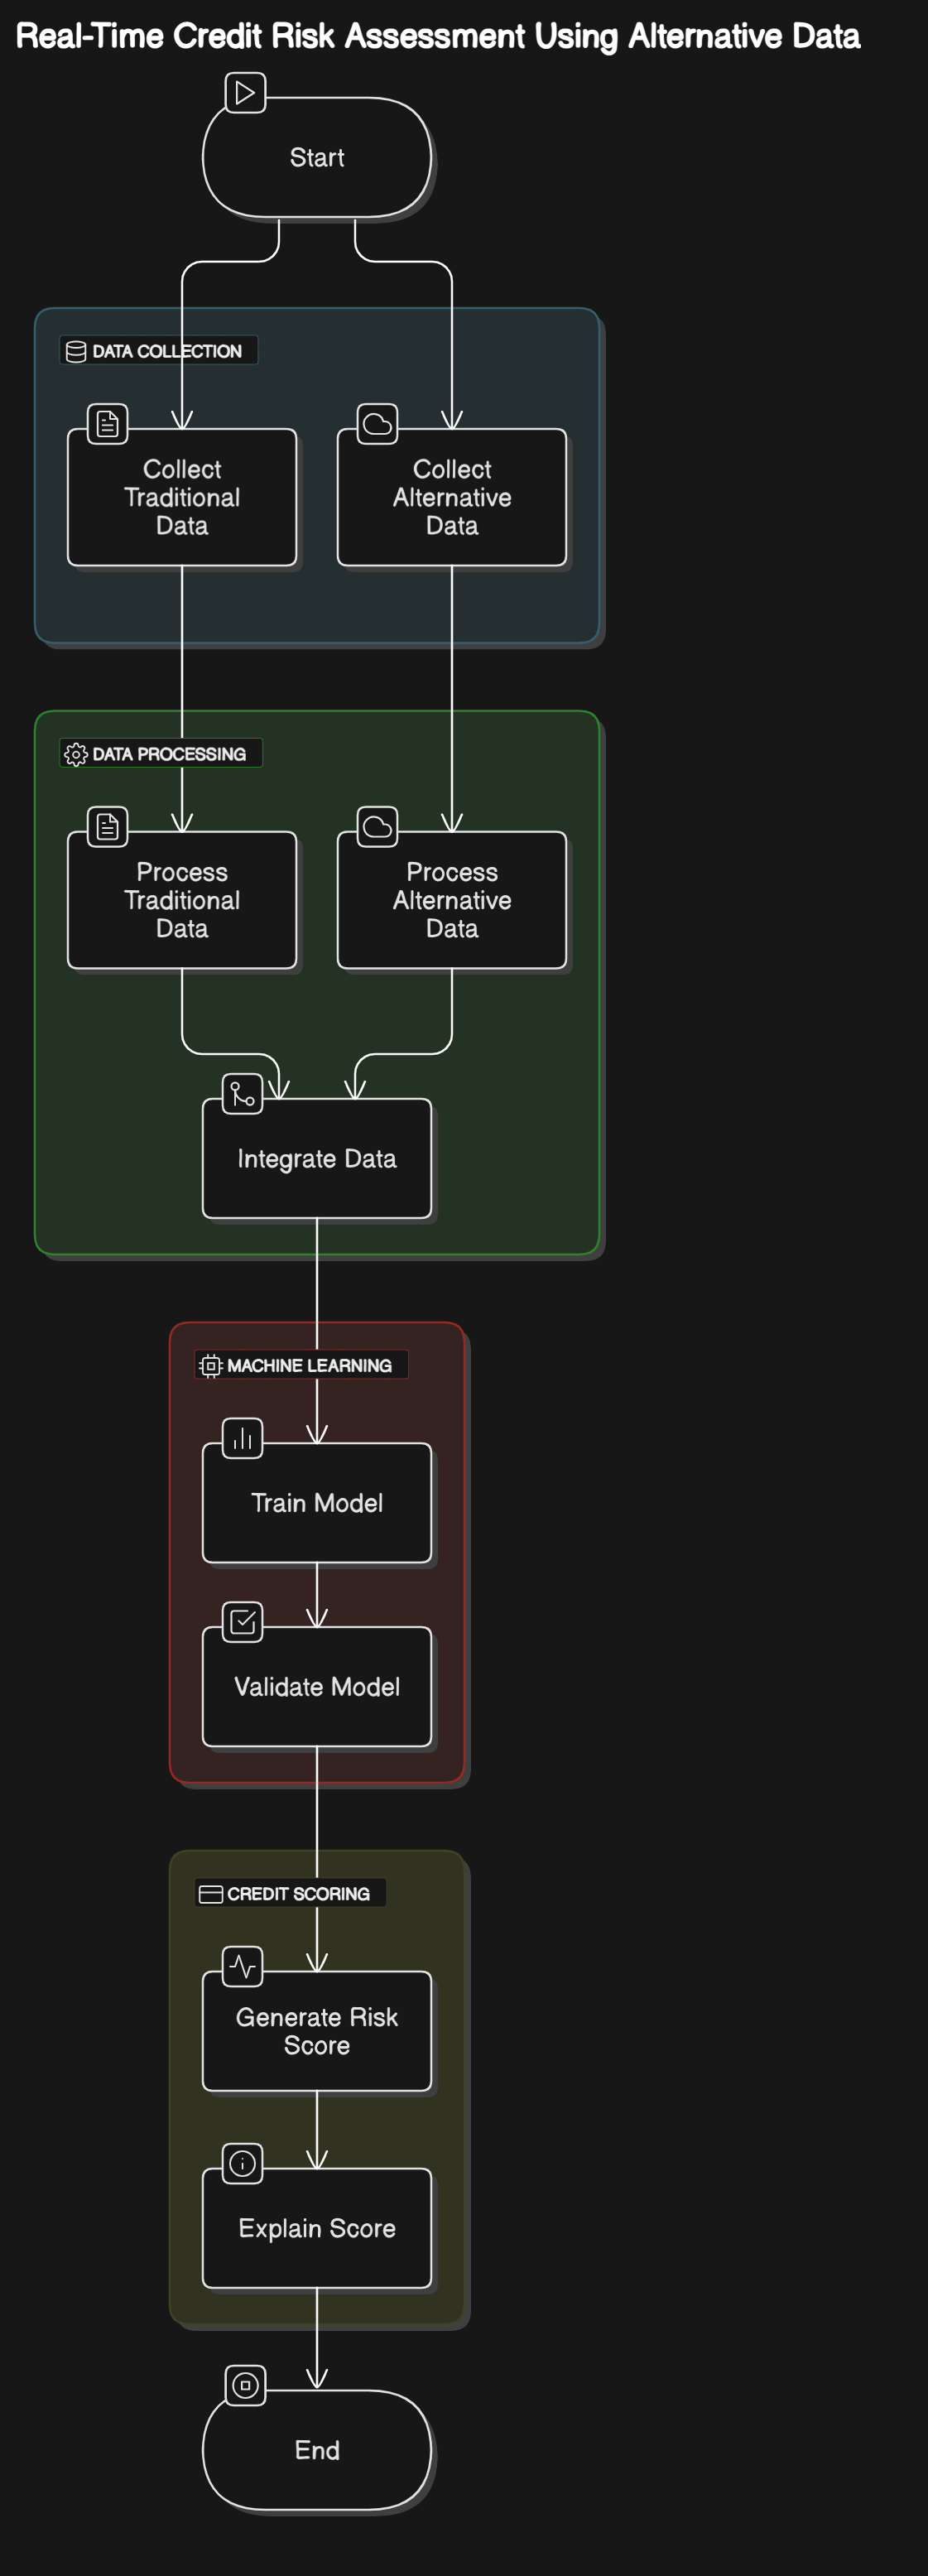 Real-Time Credit Risk Assessment Using Alternative Data
Start
DATA COLLECTION
Collect
Traditional
Data
Collect
Alternative
Data
DATA PROCESSING
Process
Traditional
Data
Process
Alternative
Data
Integrate Data
MACHINE LEARNING
Train Model
Validate Model
CREDIT SCORING
Generate Risk
Score
Explain Score
End